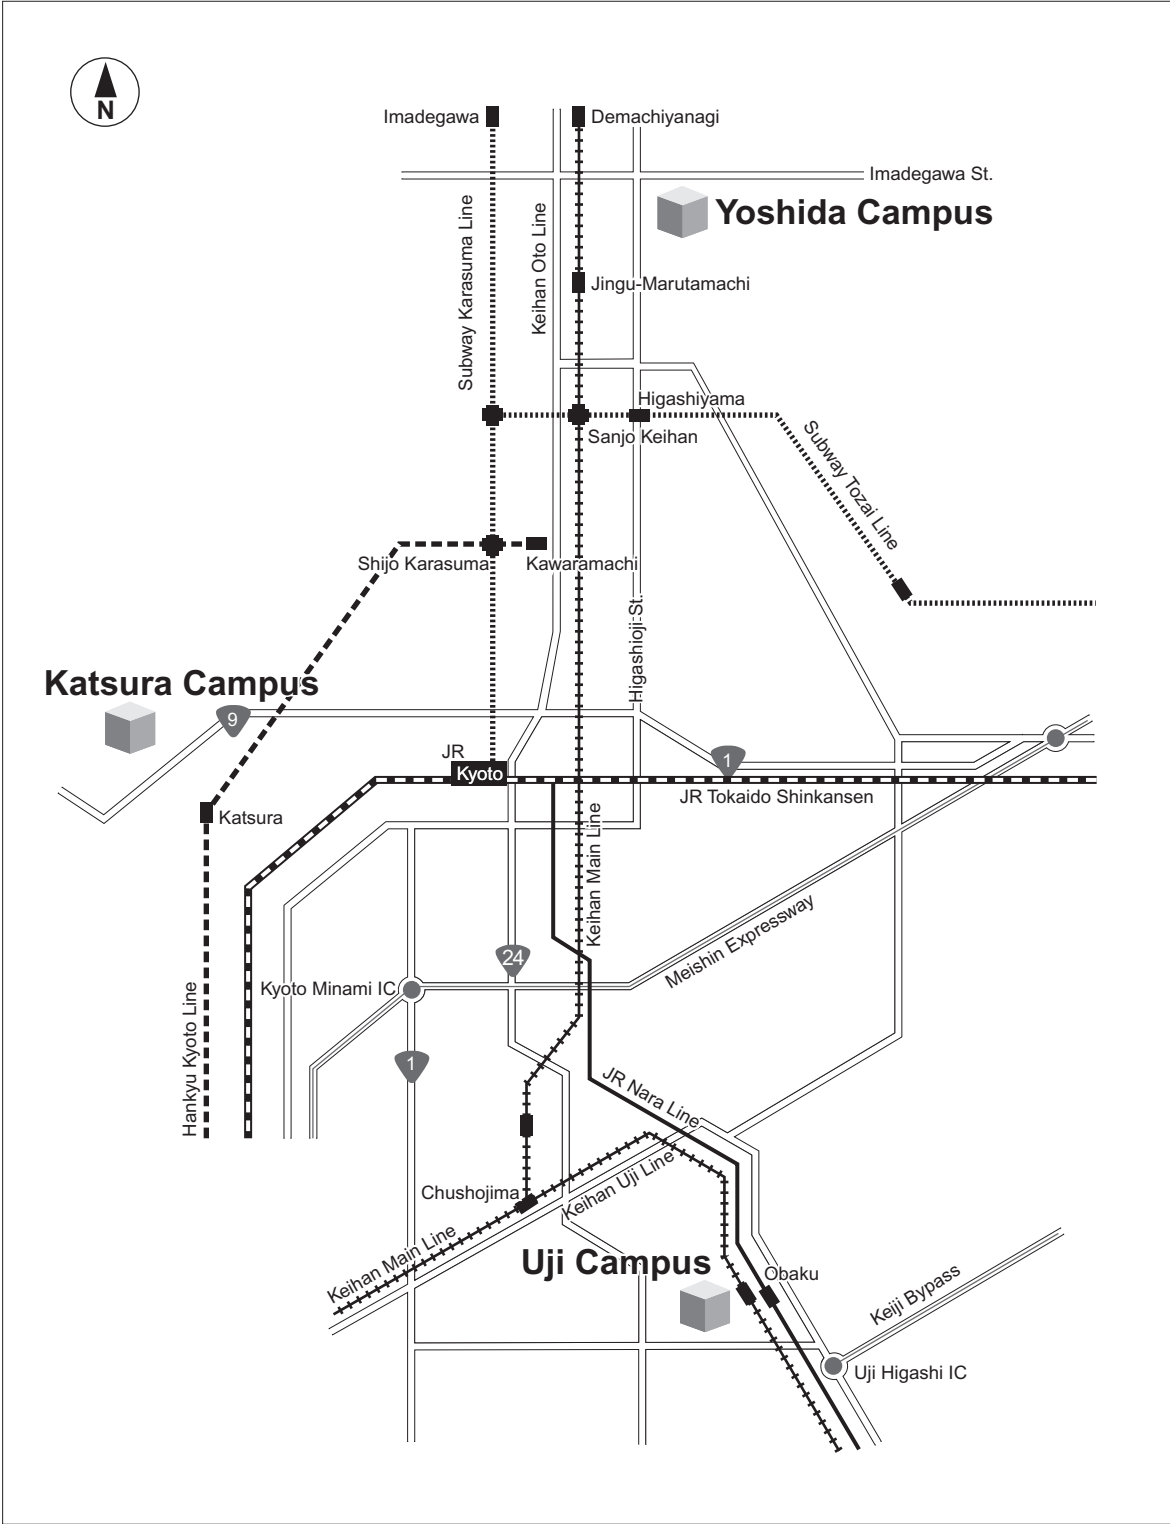 N
Imadegawa
Demachiyanagi
Imadegawa St.
Yoshida Campus
Subway Karasuma Line
Keihan Oto Line
Jingu-Marutamachi
Higashiyama
Sanjo Keihan
Subway Tozai Line
Shijo Karasuma
Kawaramachi
Higashioji-St.
Katsura Campus
9
JR
Kyoto
1
JR Tokaido Shinkansen
Katsura
Keihan Main Line
Meishin Expressway
24
Kyoto Minami IC
Hankyu Kyoto Line
1
JR Nara Line
Chushojima
Keihan Uji Line
Keihan Main Line
Uji Campus
Obaku
Keiji Bypass
Uji Higashi IC